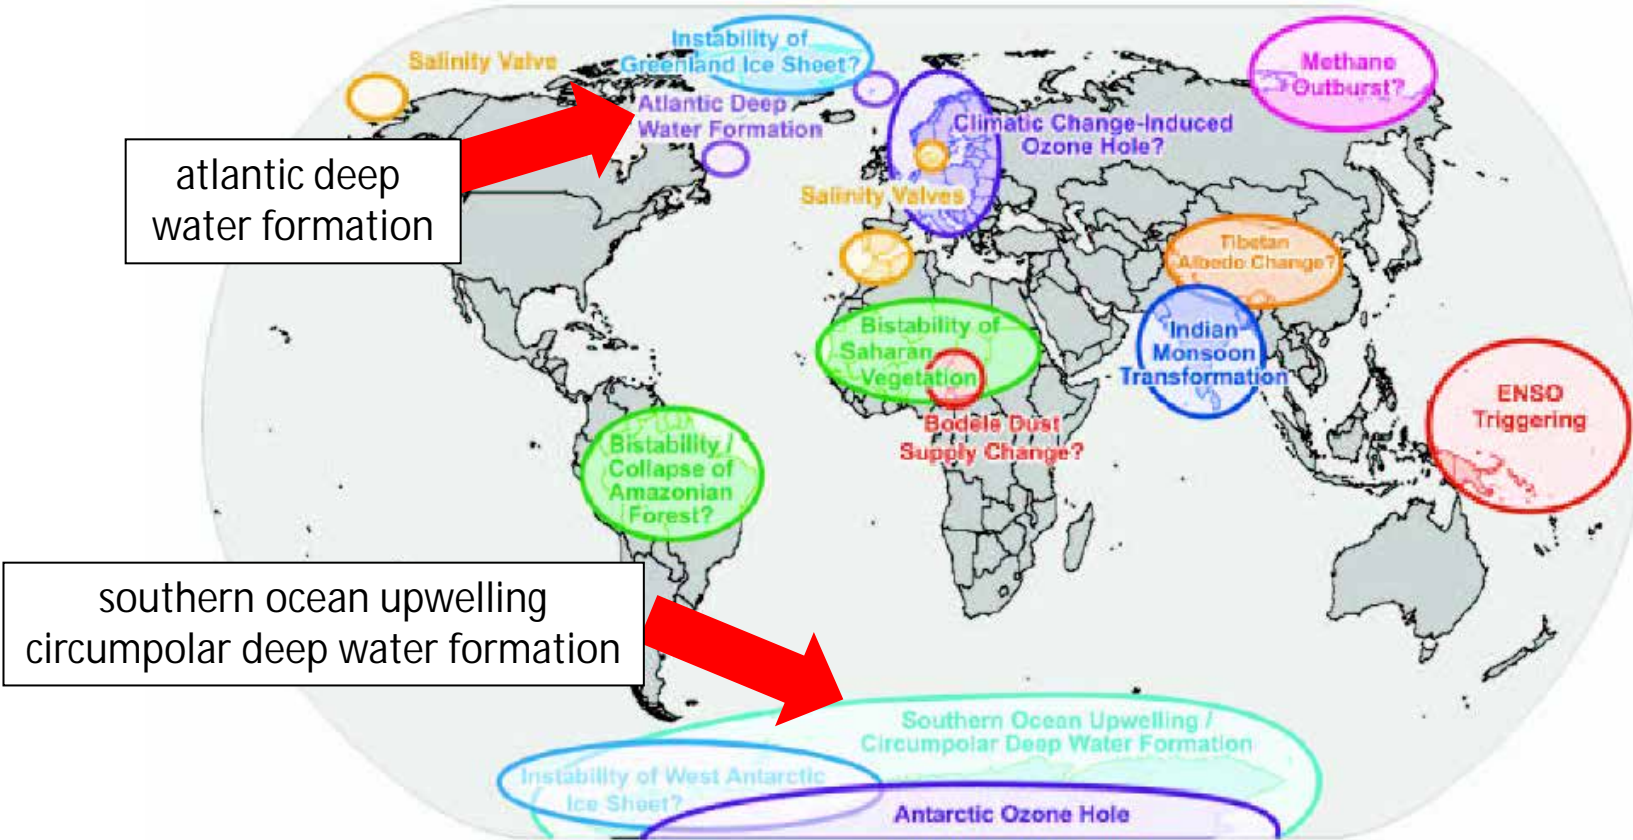 Salinity Valve
Instability of
Greenland Ice Sheet?
Methane
Outburst?
Atlantic Deep
Water Formation
Climatic Change-Induced
Ozone Hole?
atlantic deep
water formation
Salinity Valves
Tibetan
Albedo Change?
Bistability of
Saharan
Vegetation
Indian
Monsoon
Transformation
ENSO
Triggering
Bodele Dust
Supply Change?
Bistability /
Collapse of
Amazonian
Forest?
southern ocean upwelling
circumpolar deep water formation
Southern Ocean Upwelling /
Circumpolar Deep Water Formation
Instability of West Antarctic
Ice Sheet?
Antarctic Ozone Hole